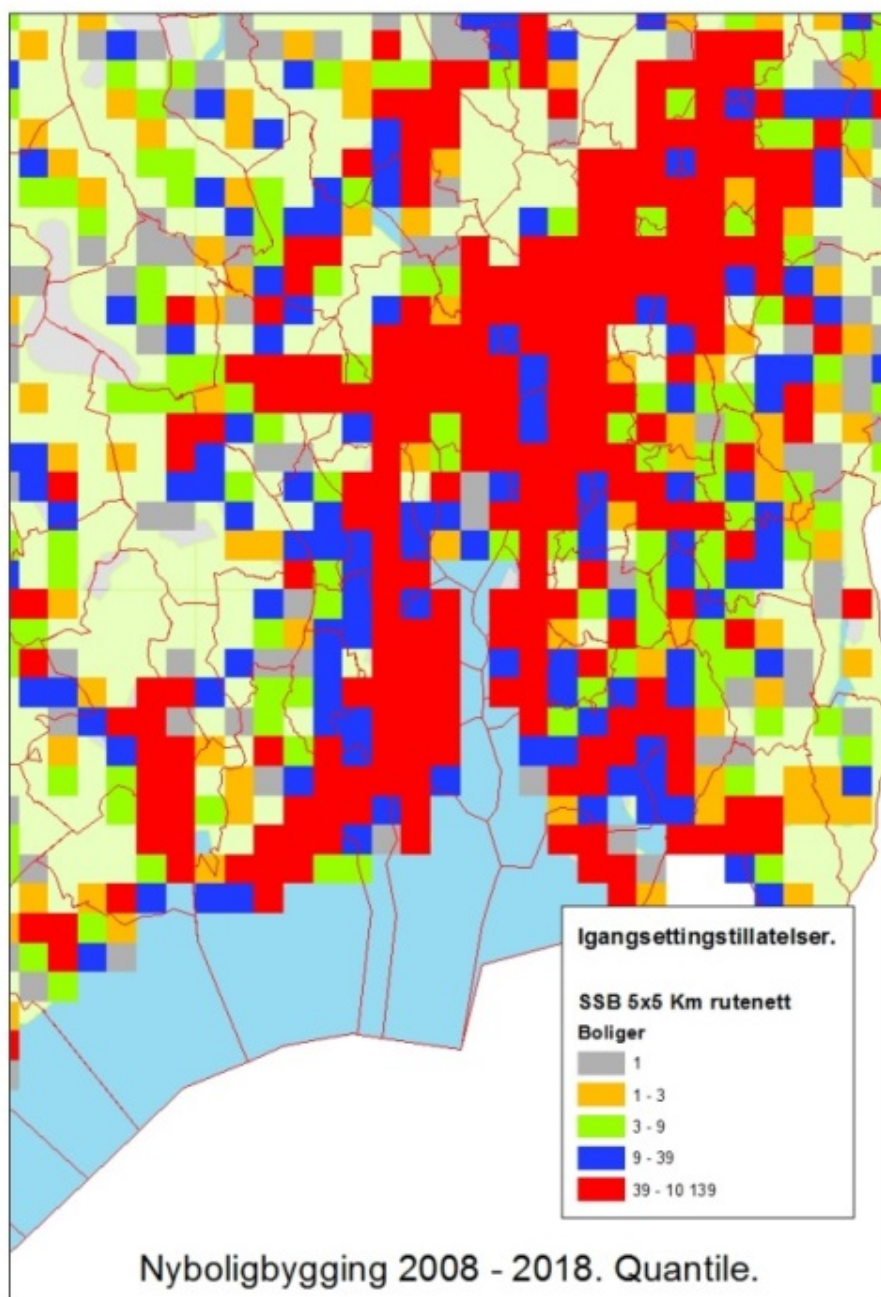 Igangsettingstillatelser.
SSB 5x5 Km rutenett
Boliger
1
1 - 3
3 - 9
9 - 39
39 - 10 139
Nyboligbygging 2008 - 2018. Quantile.